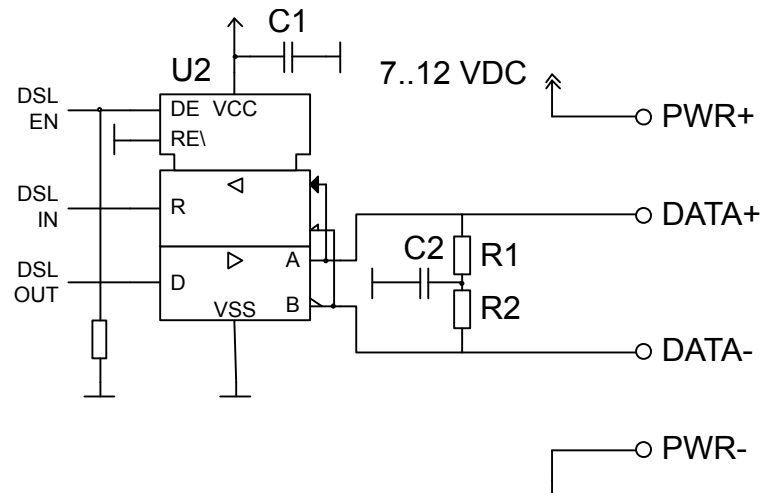 C1
U2
7..12 VDC
DSL
EN
DE VCC
PWR+
RE\
DSL
IN
R
DATA+
DSL
OUT
D
A
C2
R1
VSS
B
R2
DATA-
PWR-